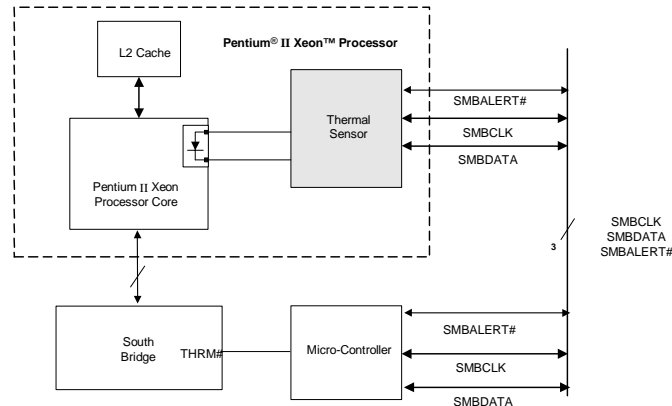 L2 Cache
Pentium® II Xeon™ Processor
Thermal
Sensor
SMBALERT#
SMBCLK
SMBDATA
Pentium II Xeon
Processor Core
3
SMBCLK
SMBDATA
SMBALERT#
South
Bridge
THRM#
Micro-Controller
SMBALERT#
SMBCLK
SMBDATA